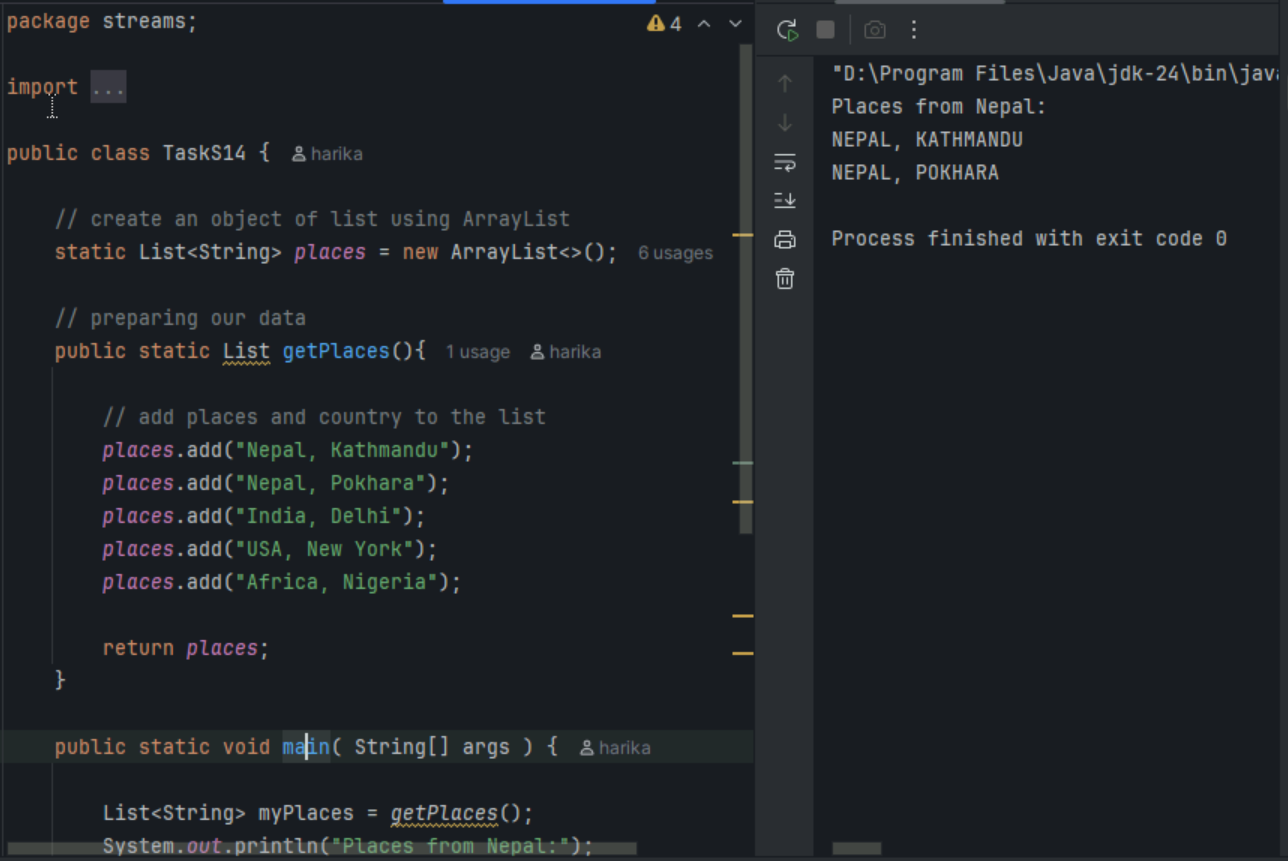 package streams;
4
import ...
public class TaskS14 { harika
// create an object of list using ArrayList
static List<String> places = new ArrayList<>(); 6 usages
// preparing our data
public static List getPlaces(){ 1 usage harika
// add places and country to the list
places.add("Nepal, Kathmandu");
places.add("Nepal, Pokhara");
places.add("India, Delhi");
places.add("USA, New York");
places.add("Africa, Nigeria");
return places;
}
public static void main( String[] args ) { harika
List<String> myPlaces = getPlaces();
System.out.println("Places from Nepal:");
"D:\Program Files\Java\jdk-24\bin\java
Places from Nepal:
NEPAL, KATHMANDU
NEPAL, POKHARA
Process finished with exit code 0